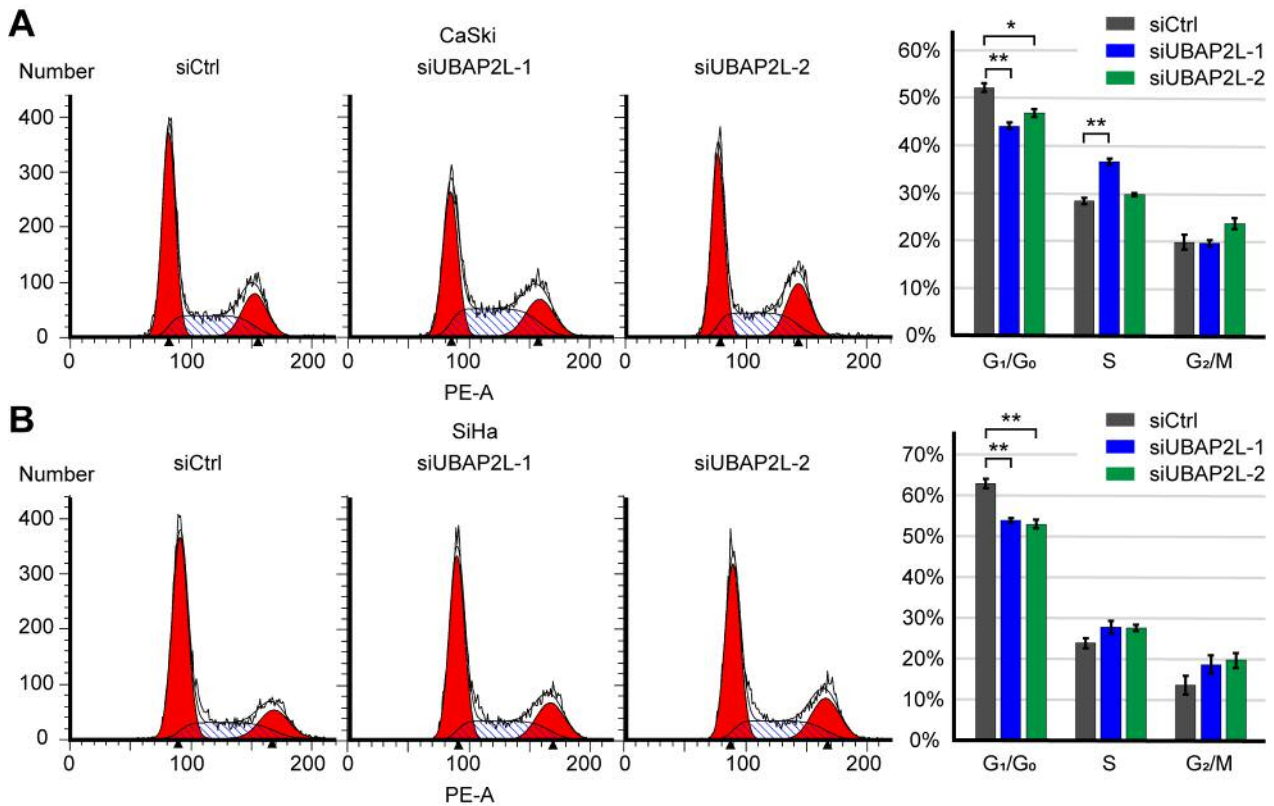 A
CaSki
Number
siCtrl
siUBAP2L-1
siUBAP2L-2
400
300
200
100
0
0 100 200
0 100 200
0 100 200
PE-A
siCtrl
siUBAP2L-1
siUBAP2L-2
*
**
**
60%
50%
40%
30%
20%
10%
0%
G₁/G₀ S G₂/M
B
SiHa
Number
siCtrl
siUBAP2L-1
siUBAP2L-2
400
300
200
100
0
0 100 200
0 100 200
0 100 200
PE-A
siCtrl
siUBAP2L-1
siUBAP2L-2
**
**
70%
60%
50%
40%
30%
20%
10%
0%
G₁/G₀ S G₂/M